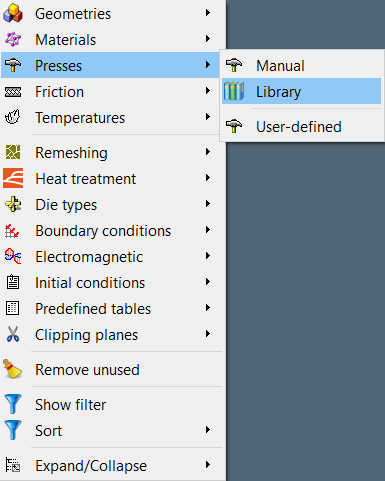 Geometries
Materials
Presses
Friction
Temperatures
Remeshing
Heat treatment
Die types
Boundary conditions
Electromagnetic
Initial conditions
Predefined tables
Clipping planes
Remove unused
Show filter
Sort
Expand/Collapse
Manual
Library
User-defined